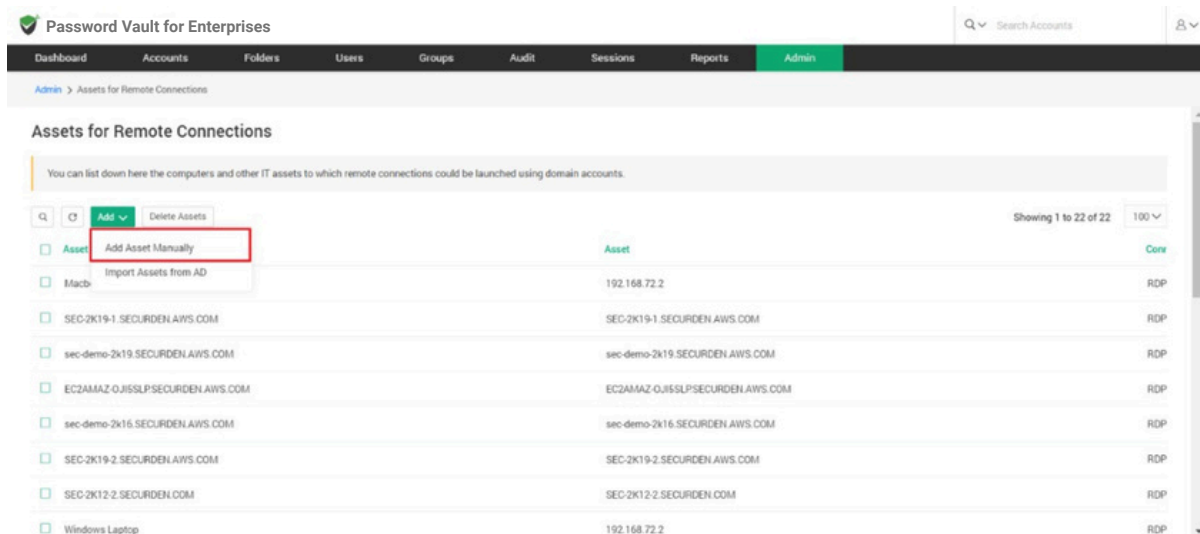 Password Vault for Enterprises
Search Accounts
Dashboard Accounts Folders Users Groups Audit Sessions Reports Admin
Admin > Assets for Remote Connections
Assets for Remote Connections
You can list down here the computers and other IT assets to which remote connections could be launched using domain accounts.
Add Delete Assets Showing 1 to 22 of 22 100
Asset Asset Conr
Add Asset Manually
Import Assets from AD
Macb 192.168.72.2 RDP
SEC-2K19-1.SECURDEN.AWS.COM SEC-2K19-1.SECURDEN.AWS.COM RDP
sec-demo-2k19.SECURDEN.AWS.COM sec-demo-2k19.SECURDEN.AWS.COM RDP
EC2AMAZ-OJI5SLP.SECURDEN.AWS.COM EC2AMAZ-OJI5SLP.SECURDEN.AWS.COM RDP
sec-demo-2k16.SECURDEN.AWS.COM sec-demo-2k16.SECURDEN.AWS.COM RDP
SEC-2K19-2.SECURDEN.AWS.COM SEC-2K19-2.SECURDEN.AWS.COM RDP
SEC-2K12-2.SECURDEN.COM SEC-2K12-2.SECURDEN.COM RDP
Windows Laptop 192.168.72.2 RDP